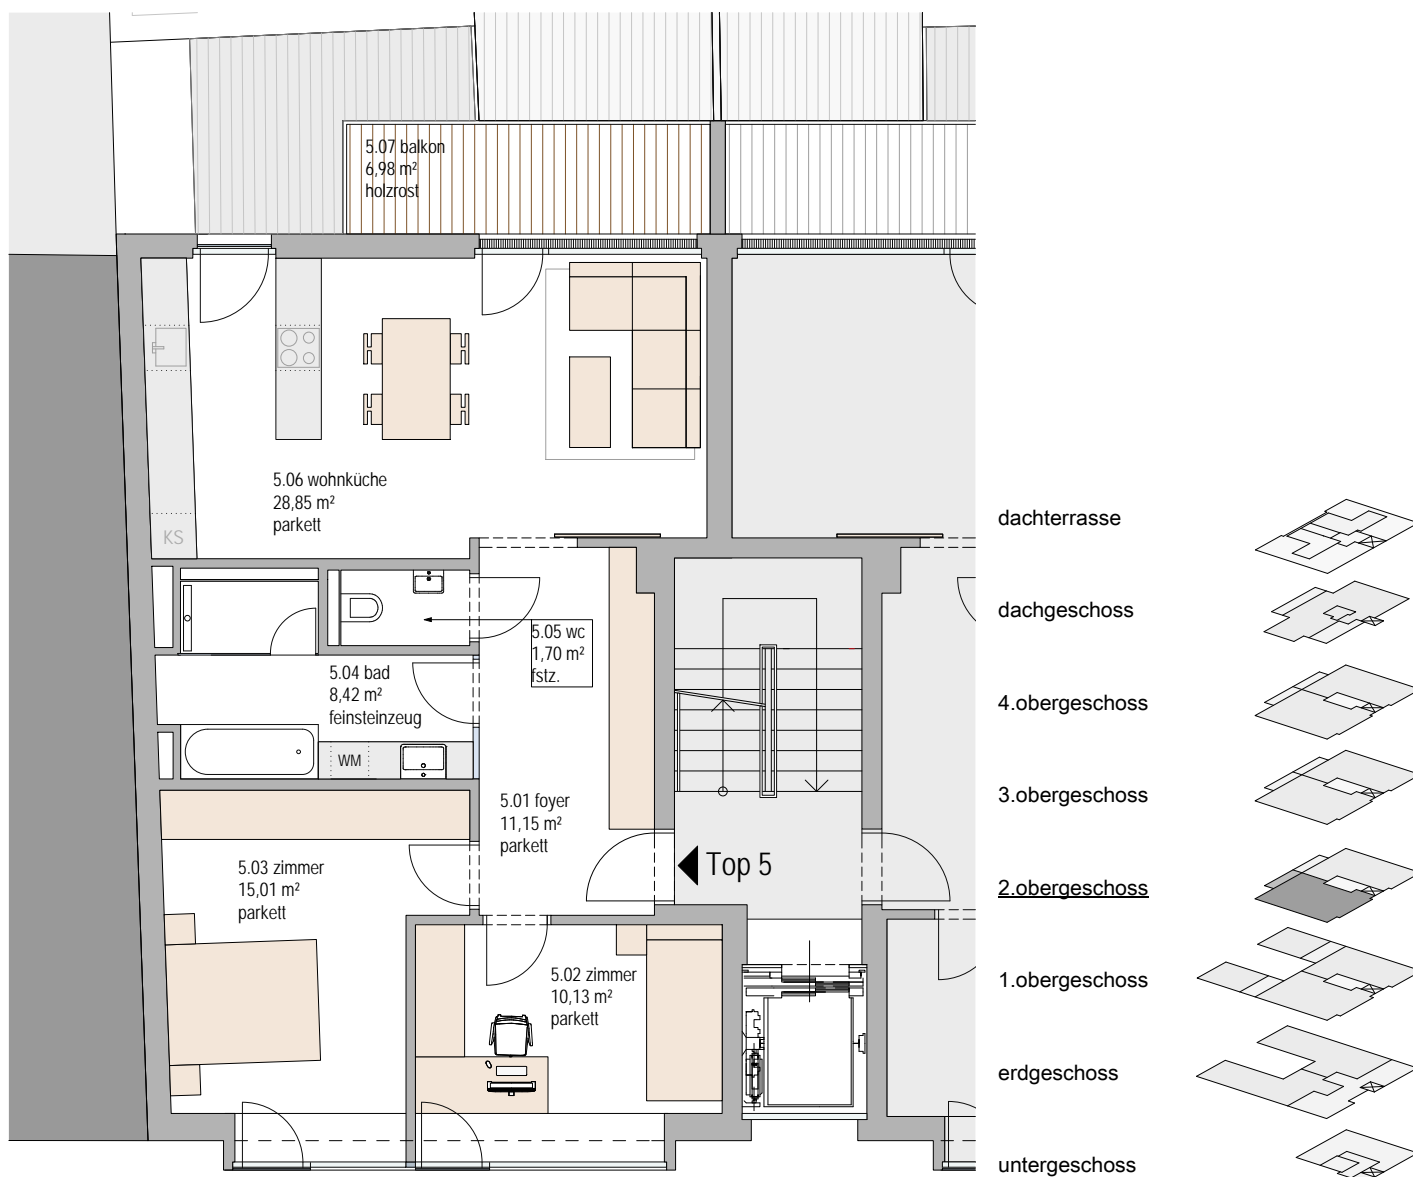 5.07 balkon
6,98 m²
holzrost
5.06 wohnküche
28,85 m²
parkett
KS
5.05 wc
1,70 m²
fstz.
5.04 bad
8,42 m²
feinsteinzeug
WM
5.01 foyer
11,15 m²
parkett
Top 5
5.03 zimmer
15,01 m²
parkett
5.02 zimmer
10,13 m²
parkett
dachterrasse
dachgeschoss
4.obergeschoss
3.obergeschoss
2.obergeschoss
1.obergeschoss
erdgeschoss
untergeschoss